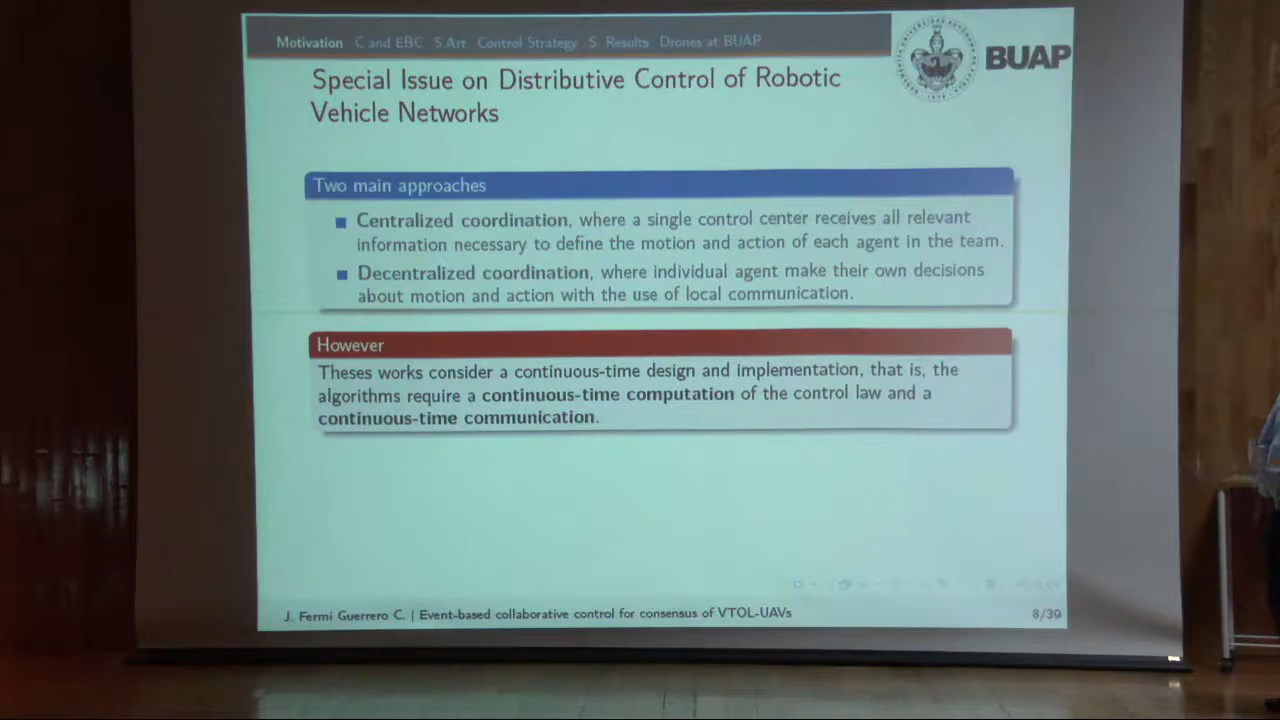 Motivation C and EBC S.Art Control Strategy S. Results Drones at BUAP
BUAP
Special Issue on Distributive Control of Robotic
Vehicle Networks
Two main approaches
Centralized coordination, where a single control center receives all relevant
information necessary to define the motion and action of each agent in the team.
Decentralized coordination, where individual agent make their own decisions
about motion and action with the use of local communication.
However
Theses works consider a continuous-time design and implementation, that is, the
algorithms require a continuous-time computation of the control law and a
continuous-time communication.
J. Fermi Guerrero C. | Event-based collaborative control for consensus of VTOL-UAVs 8/39